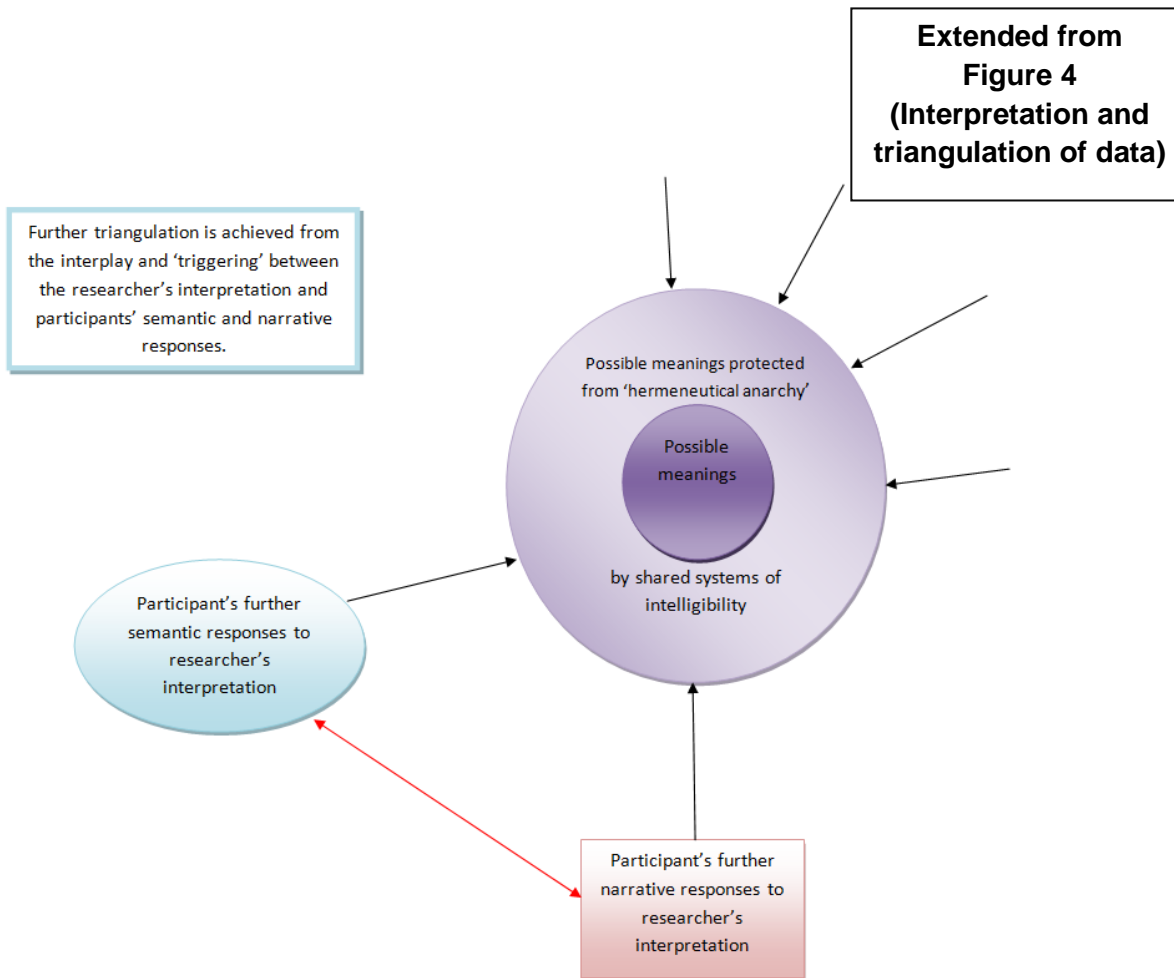 Extended from
Figure 4
(Interpretation and
triangulation of data)
Further triangulation is achieved from
the interplay and ‘triggering’ between
the researcher’s interpretation and
participants’ semantic and narrative
responses.
Possible meanings protected
from ‘hermeneutical anarchy’
Possible
meanings
by shared systems of
intelligibility
Participant’s further
semantic responses to
researcher’s
interpretation
Participant’s further
narrative responses to
researcher’s
interpretation